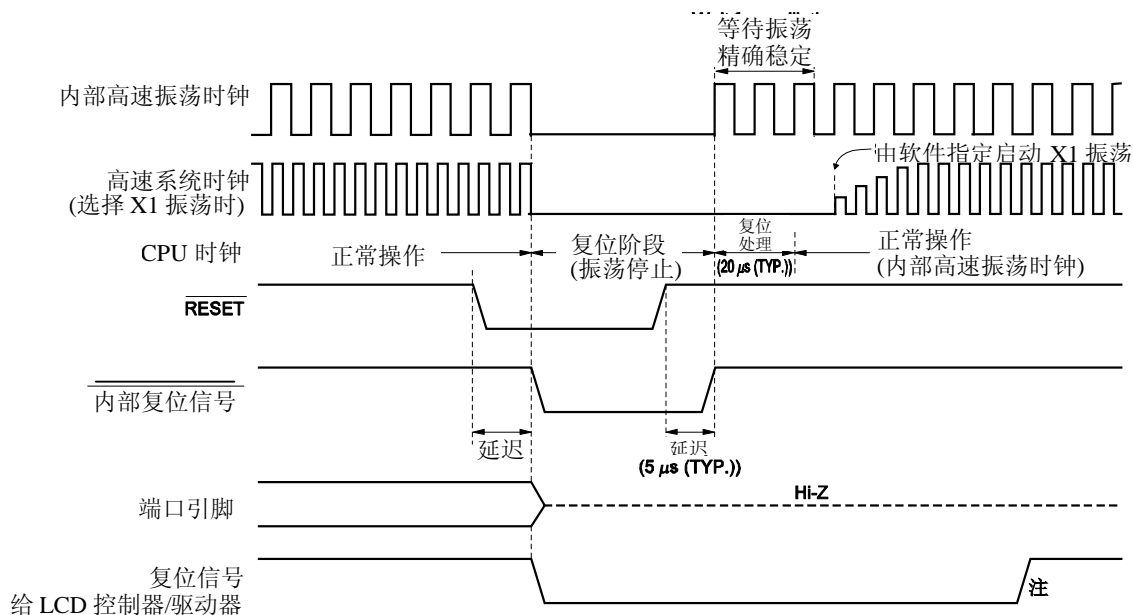 等待振荡
精确稳定
内部高速振荡时钟
由软件指定启动 X1 振荡
高速系统时钟
(选择 X1 振荡时)
CPU 时钟
正常操作
复位阶段
(振荡停止)
复位
处理
(20 μs (TYP.))
正常操作
(内部高速振荡时钟)
RESET
内部复位信号
延迟
延迟
(5 μs (TYP.))
端口引脚
Hi-Z
复位信号
给 LCD 控制器/驱动器
注